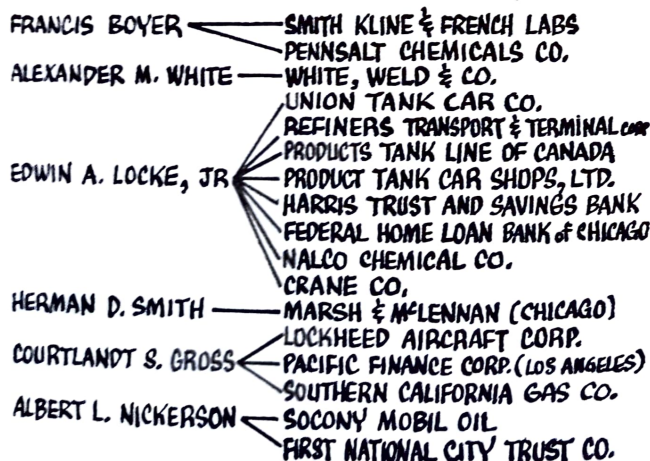 FRANCIS BOYER SMITH KLINE & FRENCH LABS
PENNSALT CHEMICALS CO.
ALEXANDER M. WHITE WHITE, WELD & CO.
UNION TANK CAR CO.
REFINERS TRANSPORT & TERMINAL CORP
PRODUCTS TANK LINE OF CANADA
EDWIN A. LOCKE, JR PRODUCT TANK CAR SHOPS, LTD.
HARRIS TRUST AND SAVINGS BANK
FEDERAL HOME LOAN BANK of CHICAGO
NALCO CHEMICAL CO.
CRANE CO,
HERMAN D. SMITH MARSH & McLENNAN (CHICAGO)
LOCKHEED AIRCRAFT CORP.
COURTLANDT S. GROSS PACIFIC FINANCE CORP. (LOS ANGELES)
SOUTHERN CALIFORNIA GAS CO.
ALBERT L. NICKERSON SOCONY MOBIL OIL
FIRST NATIONAL CITY TRUST CO.